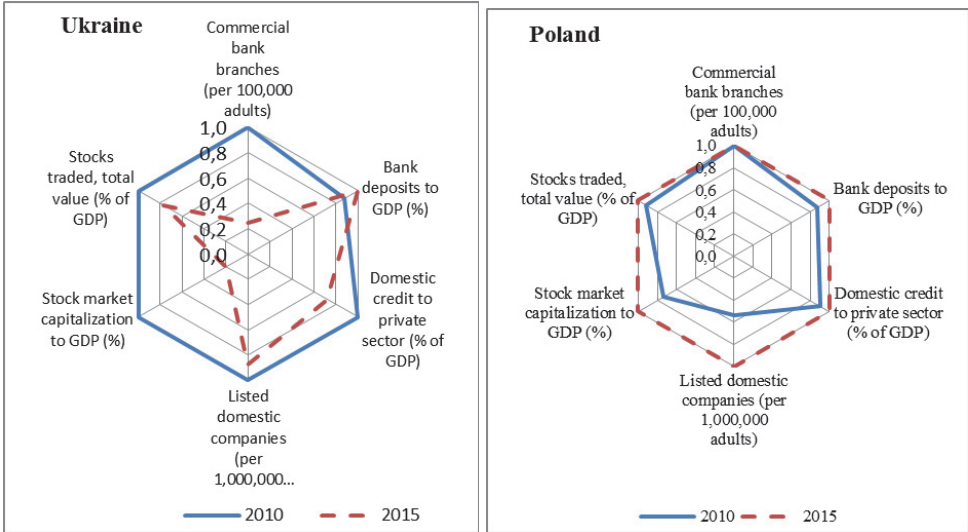 Ukraine
Commercial
bank
branches
(per 100,000
adults)
1,0
0,8
0,6
0,4
0,2
0,0
Bank
deposits to
GDP (%)
Domestic
credit to
private
sector (% of
GDP)
Listed
domestic
companies
(per
1,000,000...
Stock market
capitalization
to GDP (%)
Stocks
traded, total
value (% of
GDP)
2010
2015
Poland
Commercial
bank branches
(per 100,000
adults)
1,0
0,8
0,6
0,4
0,2
0,0
Bank deposits to
GDP (%)
Domestic credit
to private sector
(% of GDP)
Listed domestic
companies (per
1,000,000
adults)
Stock market
capitalization to
GDP (%)
Stocks traded,
total value (% of
GDP)
2010
2015